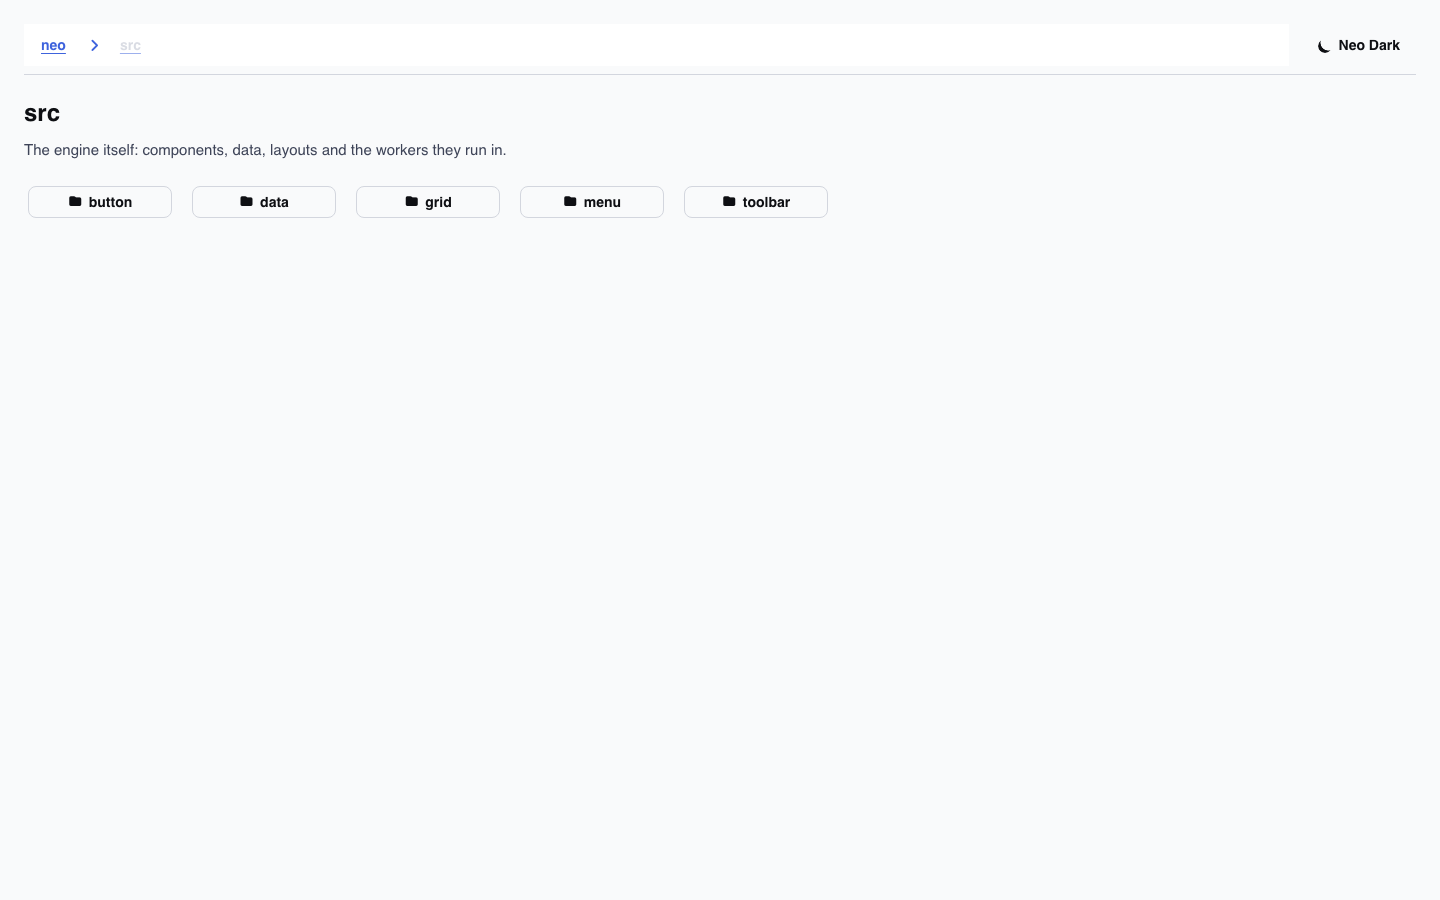 neo > src
Neo Dark
src
The engine itself: components, data, layouts and the workers they run in.
button data grid menu toolbar